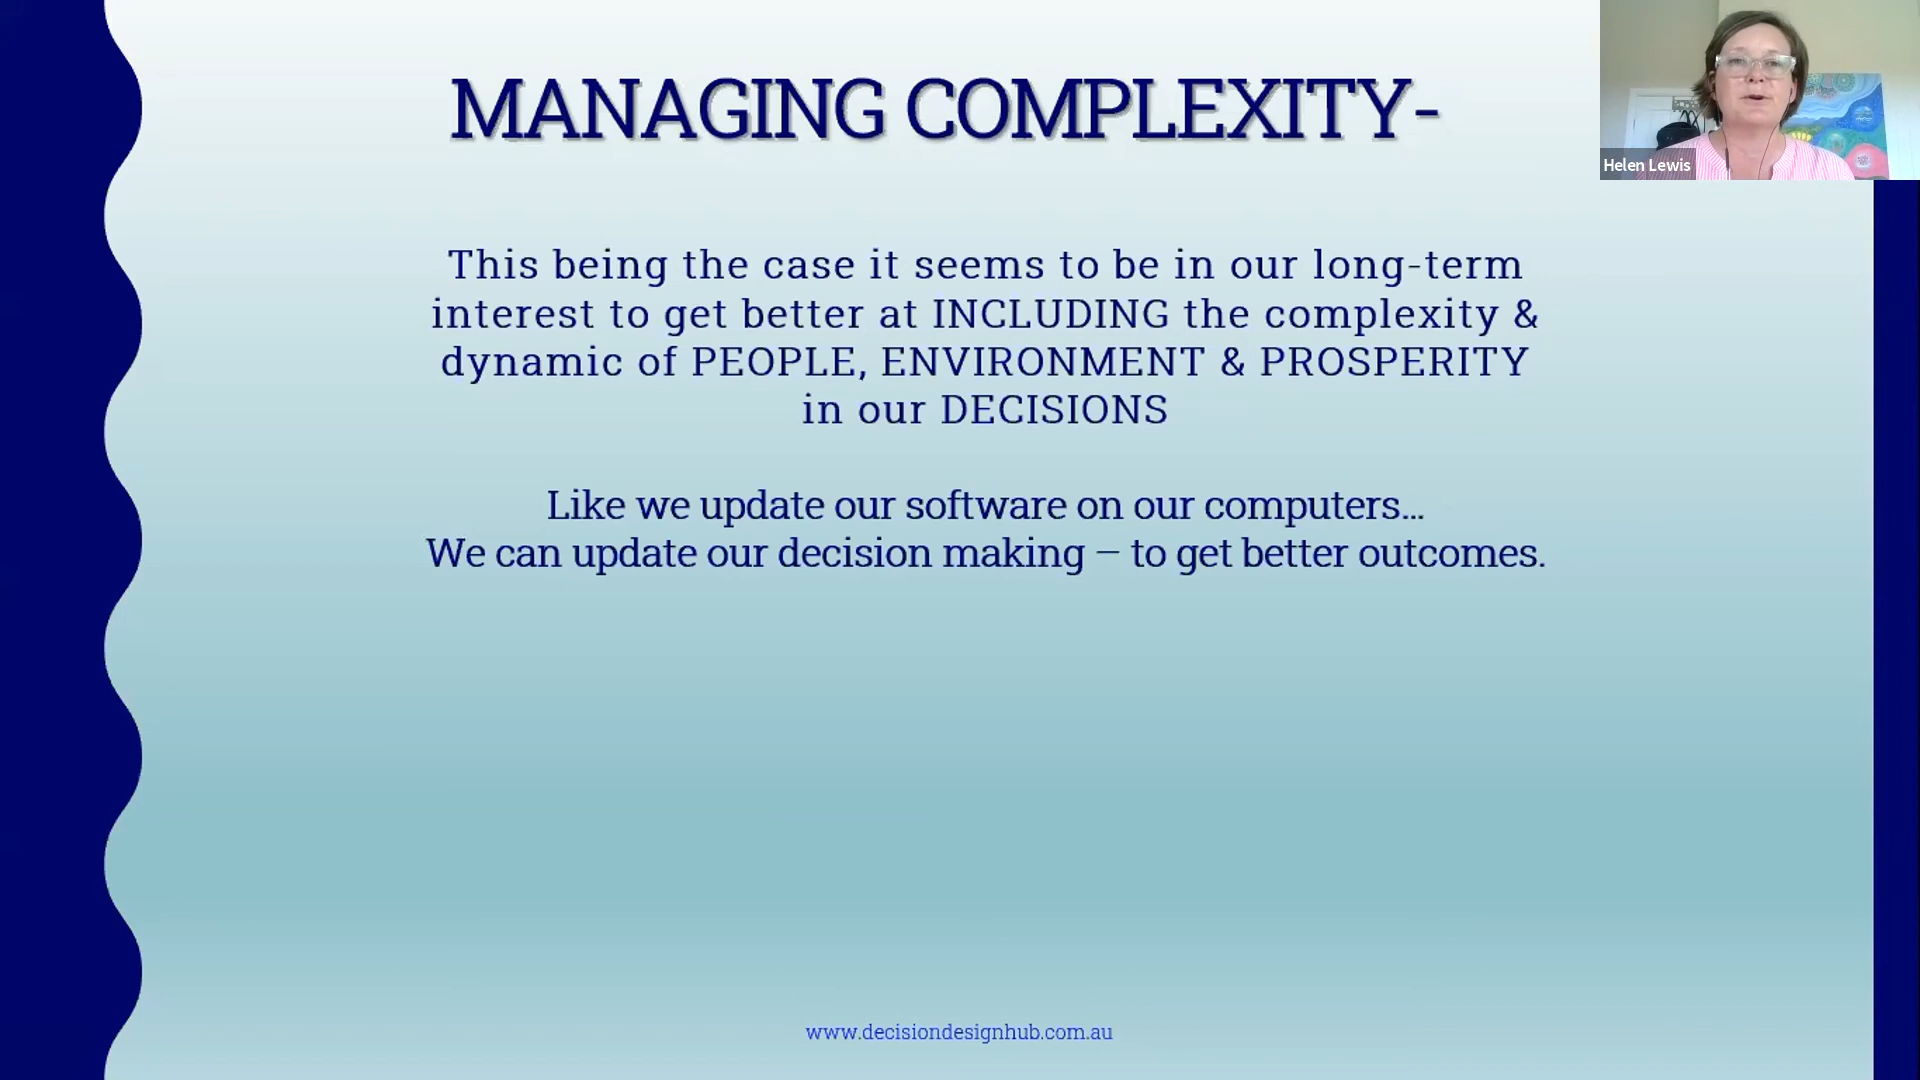 MANAGING COMPLEXITY-
Helen Lewis
This being the case it seems to be in our long-term
interest to get better at INCLUDING the complexity &
dynamic of PEOPLE, ENVIRONMENT & PROSPERITY
in our DECISIONS
Like we update our software on our computers…
We can update our decision making – to get better outcomes.
www.decisiondesignhub.com.au